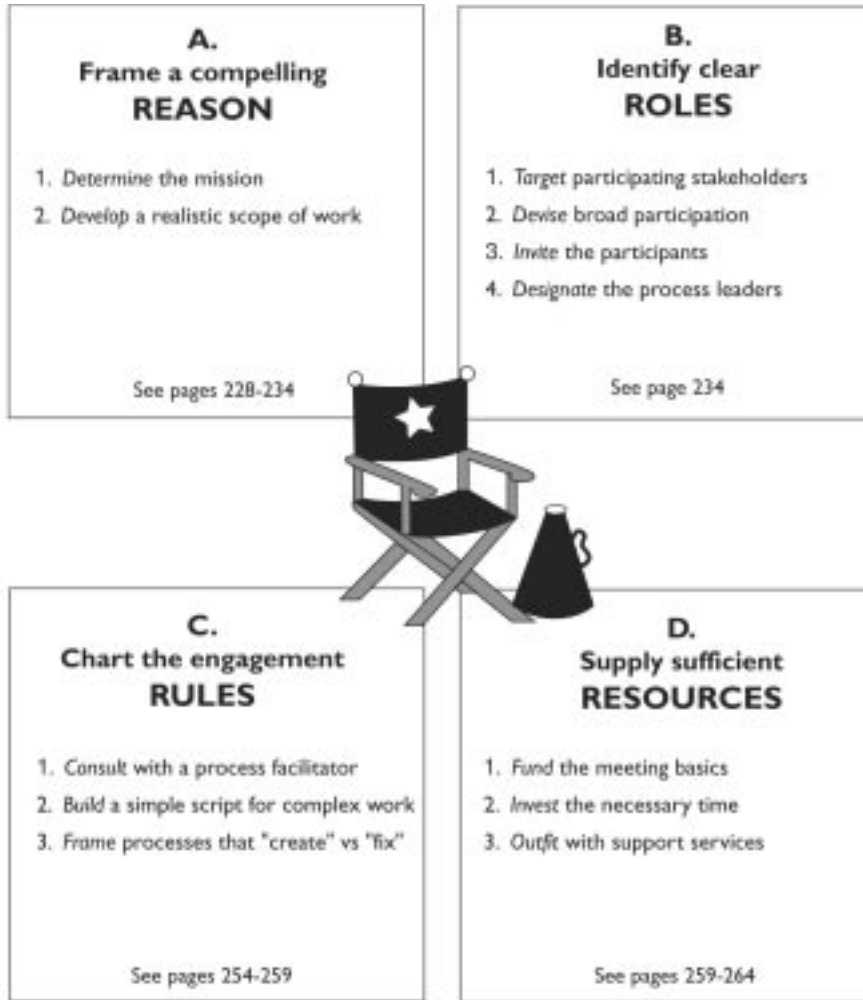 A.
Frame a compelling
REASON
1. Determine the mission
2. Develop a realistic scope of work
See pages 228-234
B.
Identify clear
ROLES
1. Target participating stakeholders
2. Devise broad participation
3. Invite the participants
4. Designate the process leaders
See page 234
C.
Chart the engagement
RULES
1. Consult with a process facilitator
2. Build a simple script for complex work
3. Frame processes that "create" vs "fix"
See pages 254-259
D.
Supply sufficient
RESOURCES
1. Fund the meeting basics
2. Invest the necessary time
3. Outfit with support services
See pages 259-264